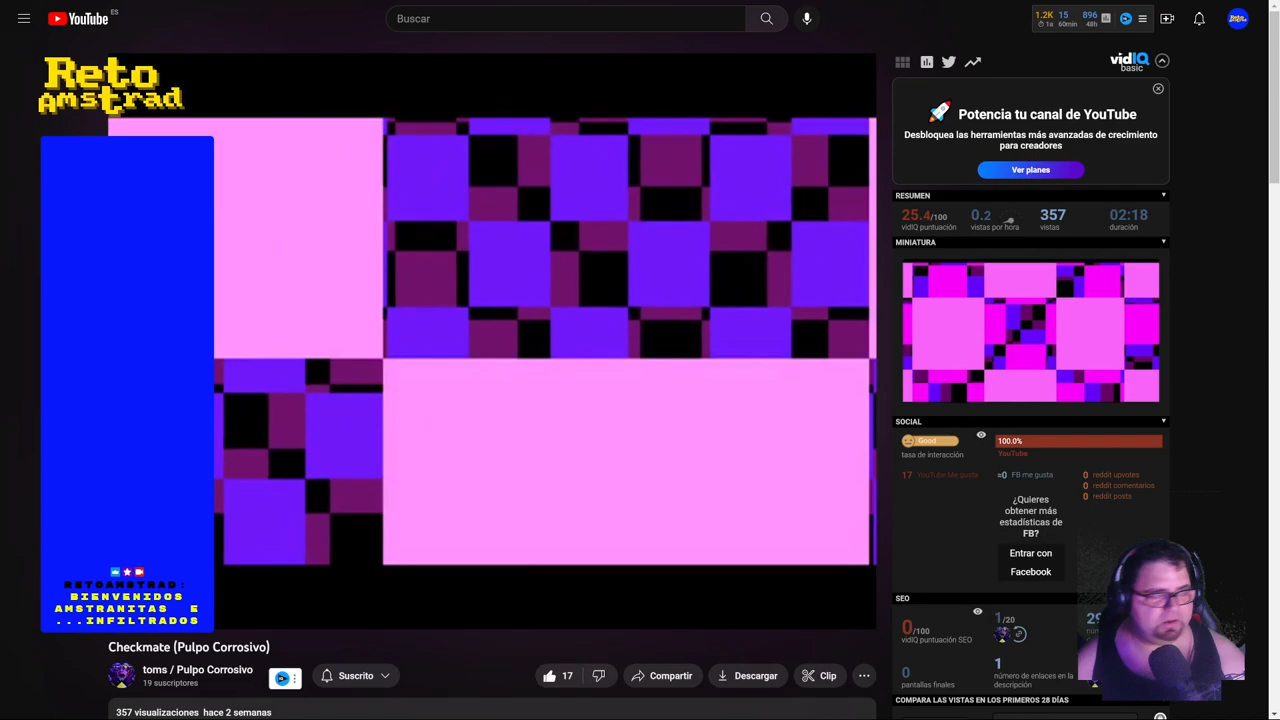 YouTube ES
Buscar
1.2K 15 896
1a 60min 48h
Reto
Amstrad
vidIQ
basic
Potencia tu canal de YouTube
Desbloquea las herramientas más avanzadas de crecimiento
para creadores
Ver planes
RESUMEN
25.4/100 0.2 357 02:18
vidIQ puntuación vistas por hora vistas duración
MINIATURA
SOCIAL
Good 100.0%
tasa de interacción YouTube
17 YouTube Me gusta ≈0 FB me gusta 0 reddit upvotes
0 reddit comentarios
0 reddit posts
¿Quieres
obtener más
estadísticas de
FB?
Entrar con
Facebook
SEO
0/100 1/20
puntuación SEO
0 1
pantallas finales número de enlaces en la
descripción
COMPARA LAS VISTAS EN LOS PRIMEROS 28 DÍAS
RETOAMSTRAD:
BIENVENIDOS
AMSTRANITAS E
...INFILTRADOS
Checkmate (Pulpo Corrosivo)
toms / Pulpo Corrosivo
19 suscriptores
Suscrito
17
Compartir
Descargar
Clip
357 visualizaciones hace 2 semanas